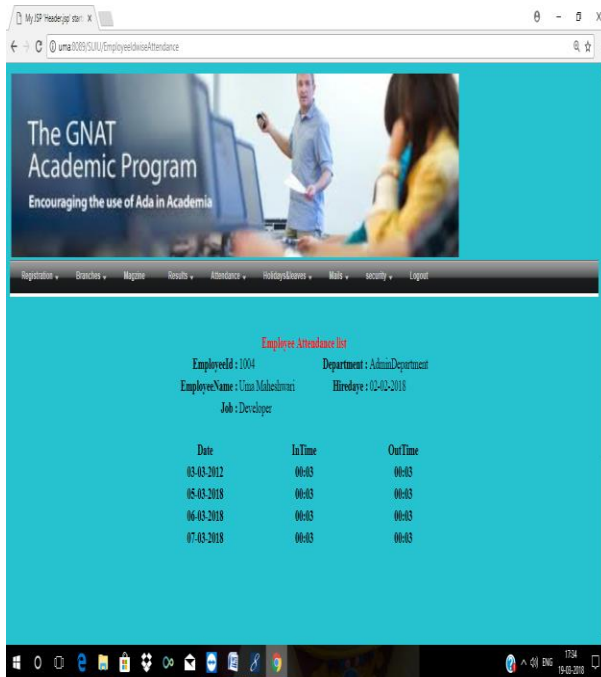 My JSP 'Header.jsp' star
uma:8089/SUIU/EmployeeIdwiseAttendance
The GNAT
Academic Program
Encouraging the use of Ada in Academia
Registration Branches Magzine Results Attendance Holidays&leaves Mails security Logout
Employee Attendance list
EmployeeId : 1004 Department : AdminDepartment
EmployeeName : Uma Maheshwari Hiredaye : 02-02-2018
Job : Developer
Date InTime OutTime
03-03-2012 00:03 00:03
05-03-2018 00:03 00:03
06-03-2018 00:03 00:03
07-03-2018 00:03 00:03
ENG 17:34
19-03-2018